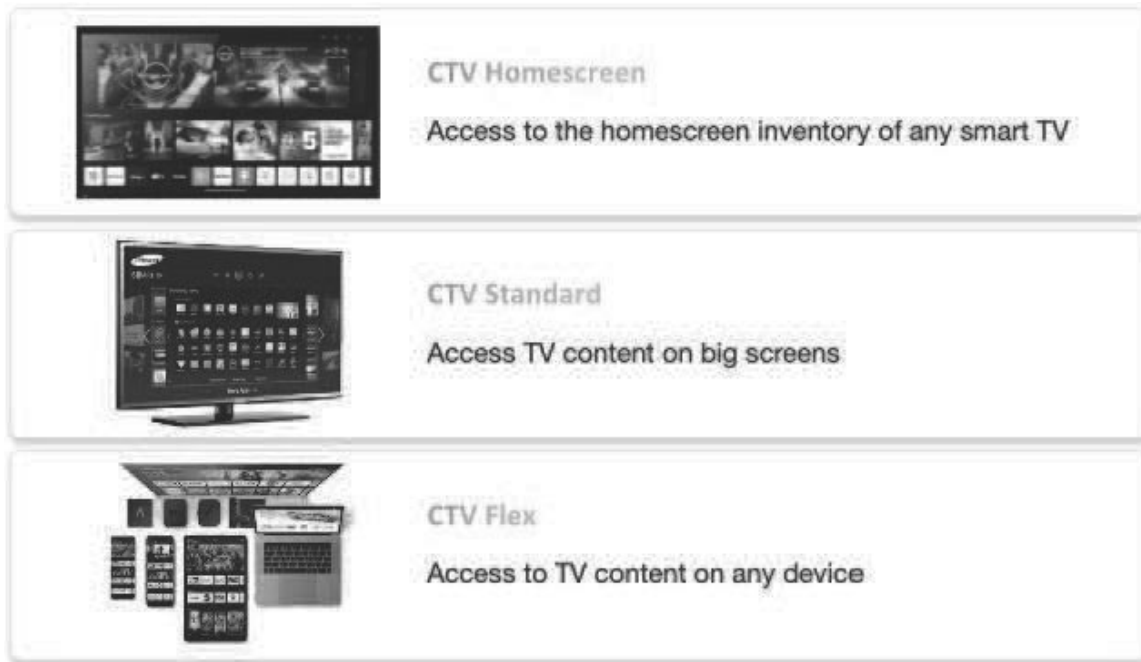 CTV Homescreen
Access to the homescreen inventory of any smart TV
SAMSUNG
CTV Standard
Access TV content on big screens
CTV Flex
Access to TV content on any device